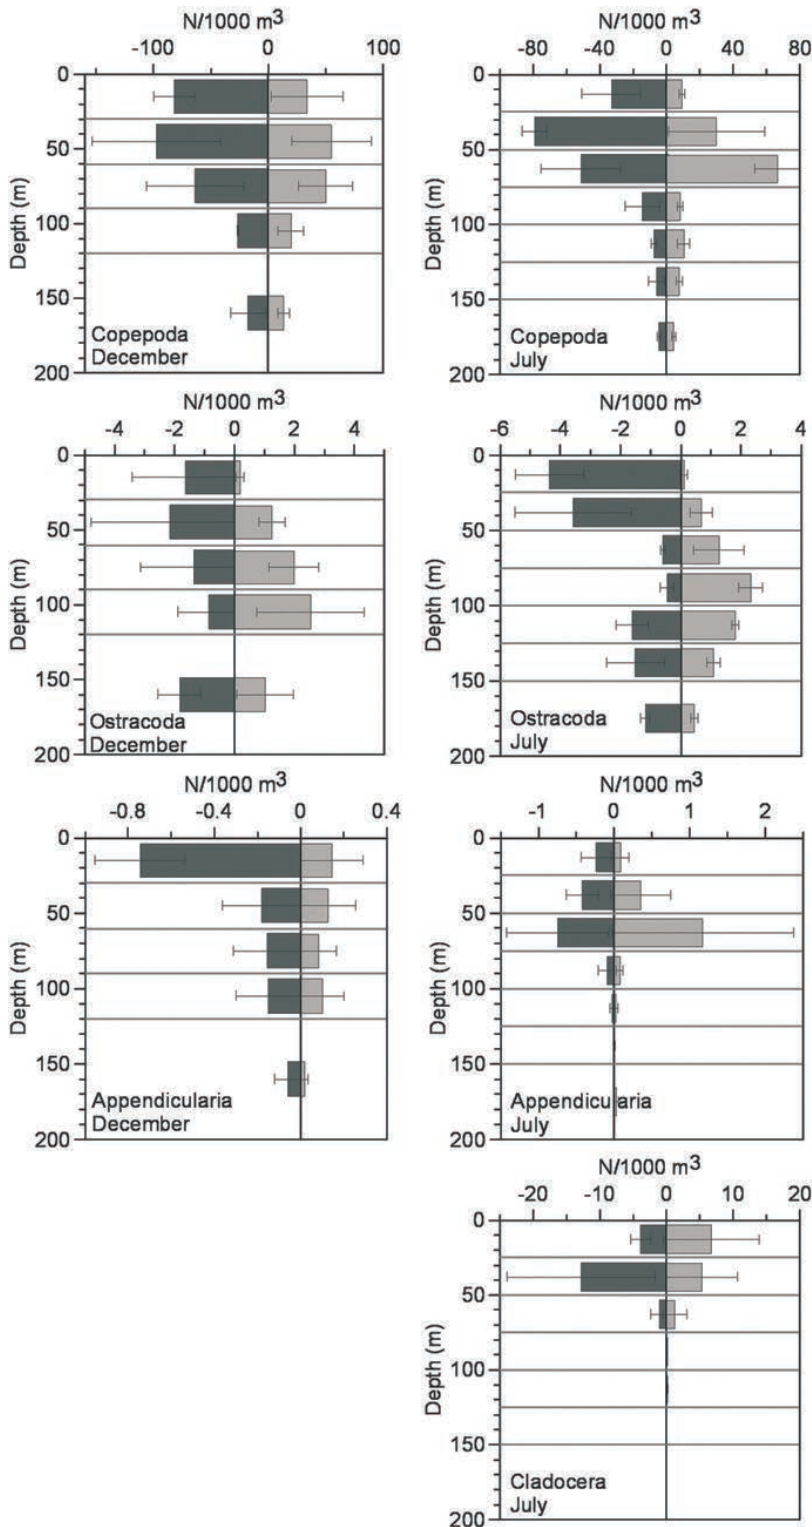 N/1000 m³
-100 0 100
0
50
100
150
200
Depth (m)
Copepoda
December
N/1000 m³
-80 -40 0 40 80
0
50
100
150
200
Depth (m)
Copepoda
July
N/1000 m³
-4 -2 0 2 4
0
50
100
150
200
Depth (m)
Ostracoda
December
N/1000 m³
-6 -4 -2 0 2 4
0
50
100
150
200
Depth (m)
Ostracoda
July
N/1000 m³
-0.8 -0.4 0 0.4
0
50
100
150
200
Depth (m)
Appendicularia
December
N/1000 m³
-1 0 1 2
0
50
100
150
200
Depth (m)
Appendicularia
July
N/1000 m³
-20 -10 0 10 20
0
50
100
150
200
Depth (m)
Cladocera
July